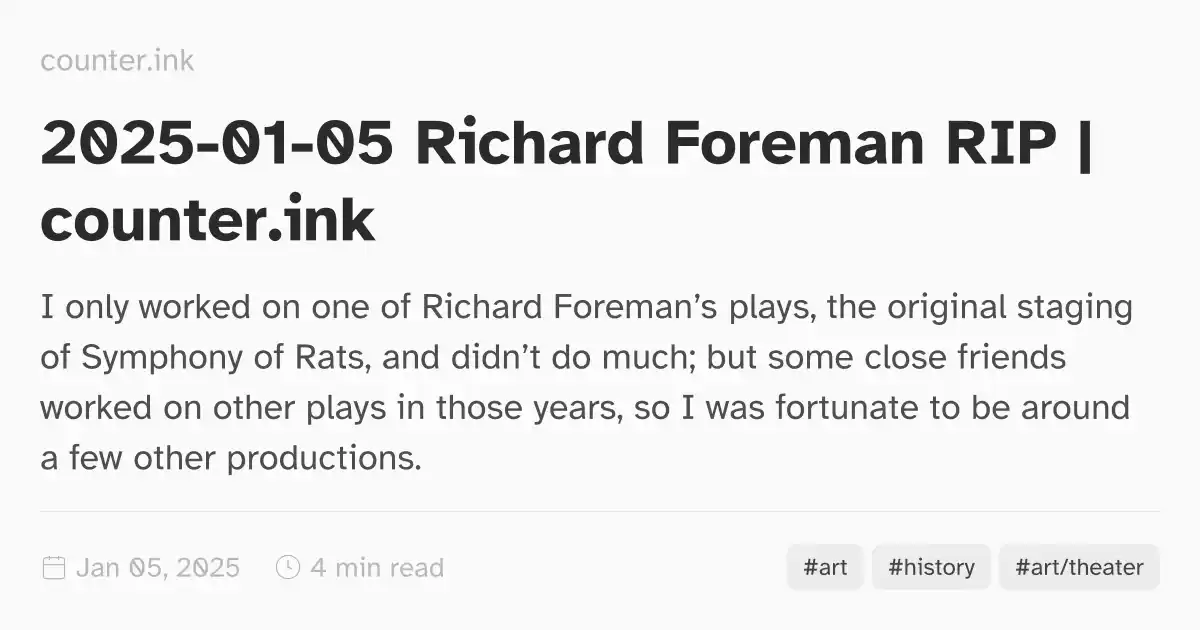 counter.ink
2025-01-05 Richard Foreman RIP |
counter.ink
I only worked on one of Richard Foreman’s plays, the original staging
of Symphony of Rats, and didn’t do much; but some close friends
worked on other plays in those years, so I was fortunate to be around
a few other productions.
Jan 05, 2025 4 min read #art #history #art/theater